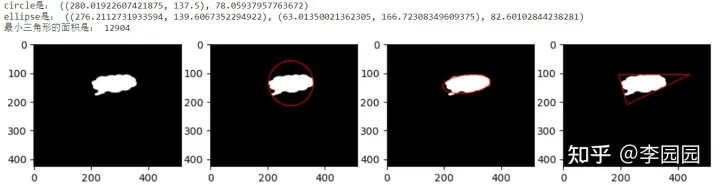 circle是： ((280.01922607421875, 137.5), 78.05937957763672)
ellipse是： ((276.2112731933594, 139.6067352294922), (63.01350021362305, 166.72308349609375), 82.60102844238281)
最小三角形的面积是： 12904
0 0 0 0
100 100 100 100
200 200 200 200
300 300 300 300
400 400 400 400
0 200 400 0 200 400 0 200 400 0 200 400
知乎 @李园园